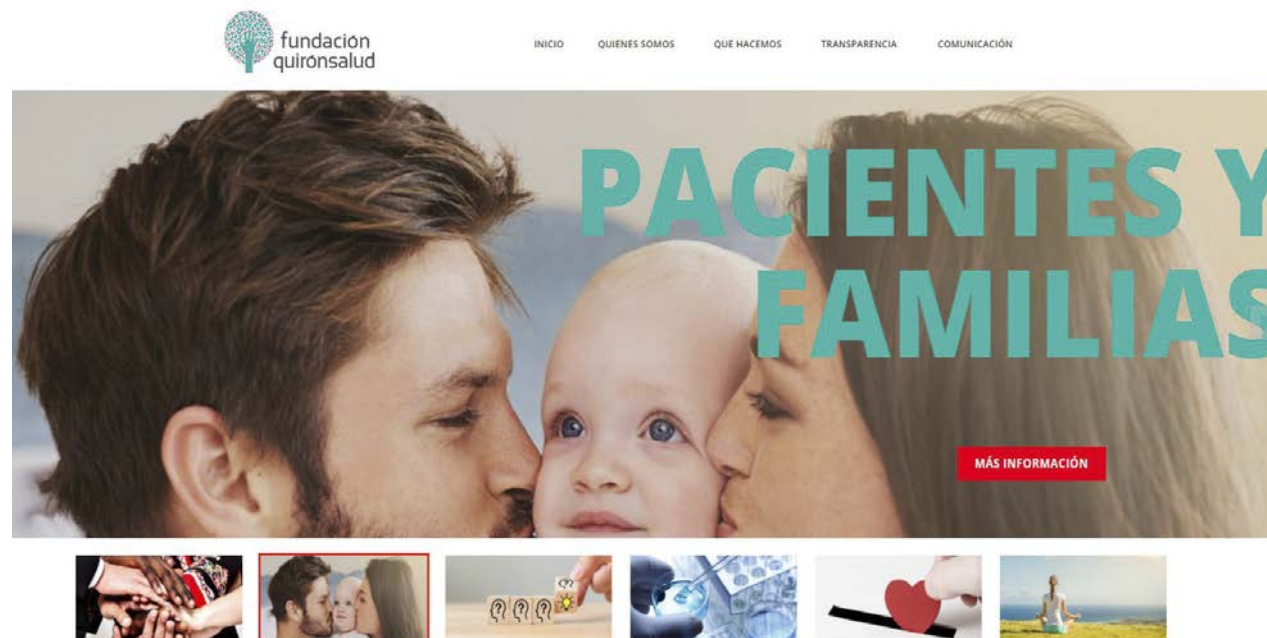 fundación
quironsalud
INICIO QUIENES SOMOS QUE HACEMOS TRANSPARENCIA COMUNICACIÓN
PACIENTES Y
FAMILIAS
MÁS INFORMACIÓN
? ? ? ??